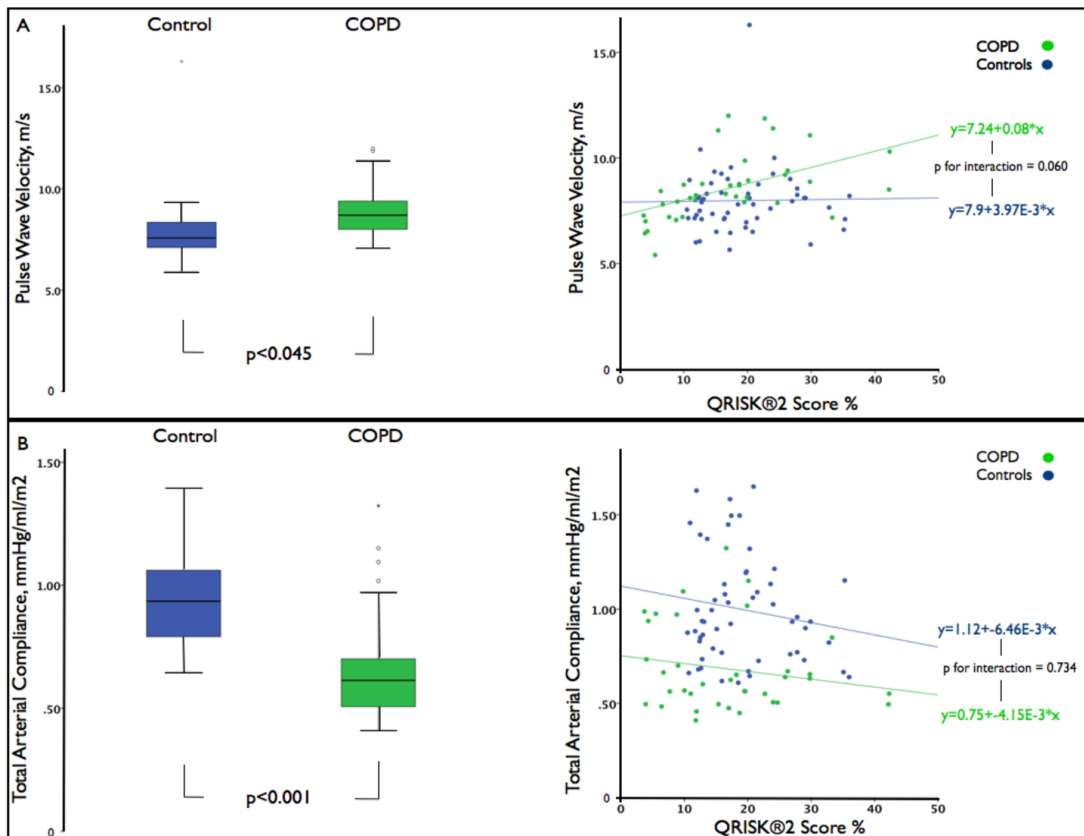 A
Control
COPD
Pulse Wave Velocity, m/s
15.0
10.0
5.0
0
p<0.045
Pulse Wave Velocity, m/s
15.0
10.0
5.0
0
0 10 20 30 40 50
QRISK®2 Score %
COPD
Controls
y=7.24+0.08*x
p for interaction = 0.060
y=7.9+3.97E-3*x
B
Control
COPD
Total Arterial Compliance, mmHg/ml/m2
1.50
1.00
.50
0
p<0.001
Total Arterial Compliance, mmHg/ml/m2
1.50
1.00
.50
0
0 10 20 30 40 50
QRISK®2 Score %
COPD
Controls
y=1.12+-6.46E-3*x
p for interaction = 0.734
y=0.75+-4.15E-3*x